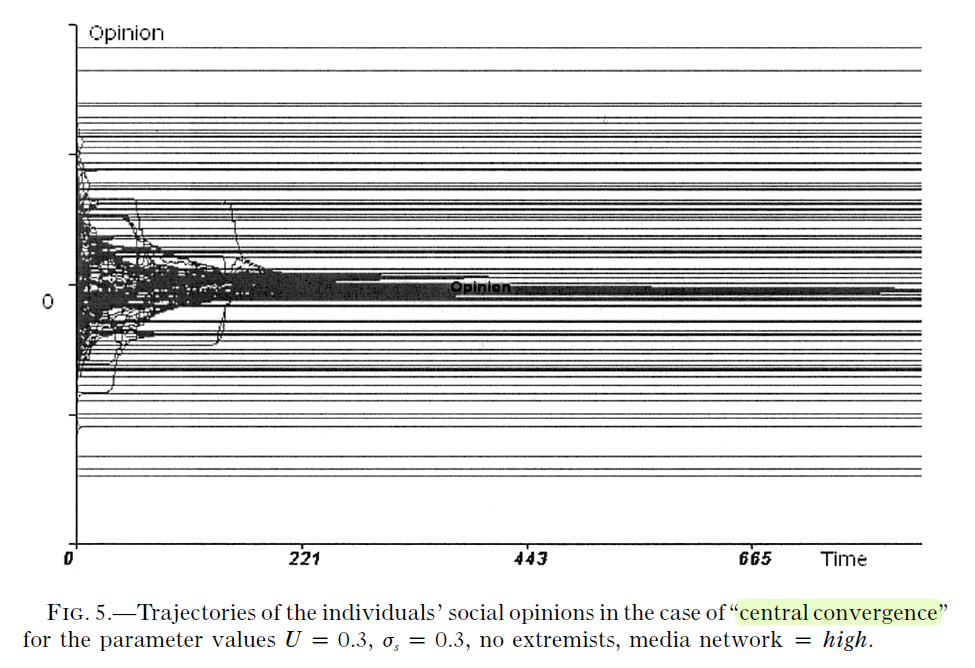 Opinion
Opinion
0
0 221 443 665 Time
FIG. 5.—Trajectories of the individuals' social opinions in the case of "central convergence"
for the parameter values U = 0.3, σs = 0.3, no extremists, media network = high.